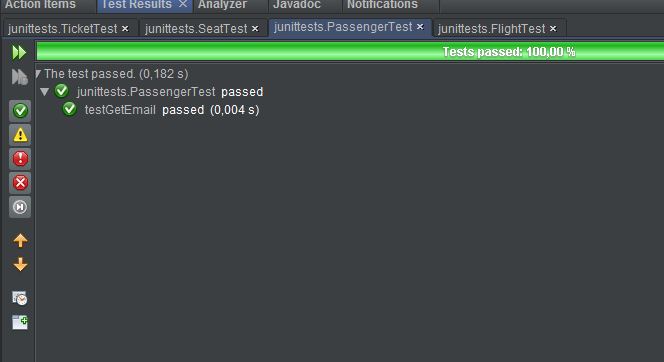 Action Items Test Results × Analyzer Javadoc Notifications
junittests.TicketTest × junittests.SeatTest × junittests.PassengerTest × junittests.FlightTest ×
Tests passed: 100,00 %
The test passed. (0,182 s)
junittests.PassengerTest passed
testGetEmail passed (0,004 s)